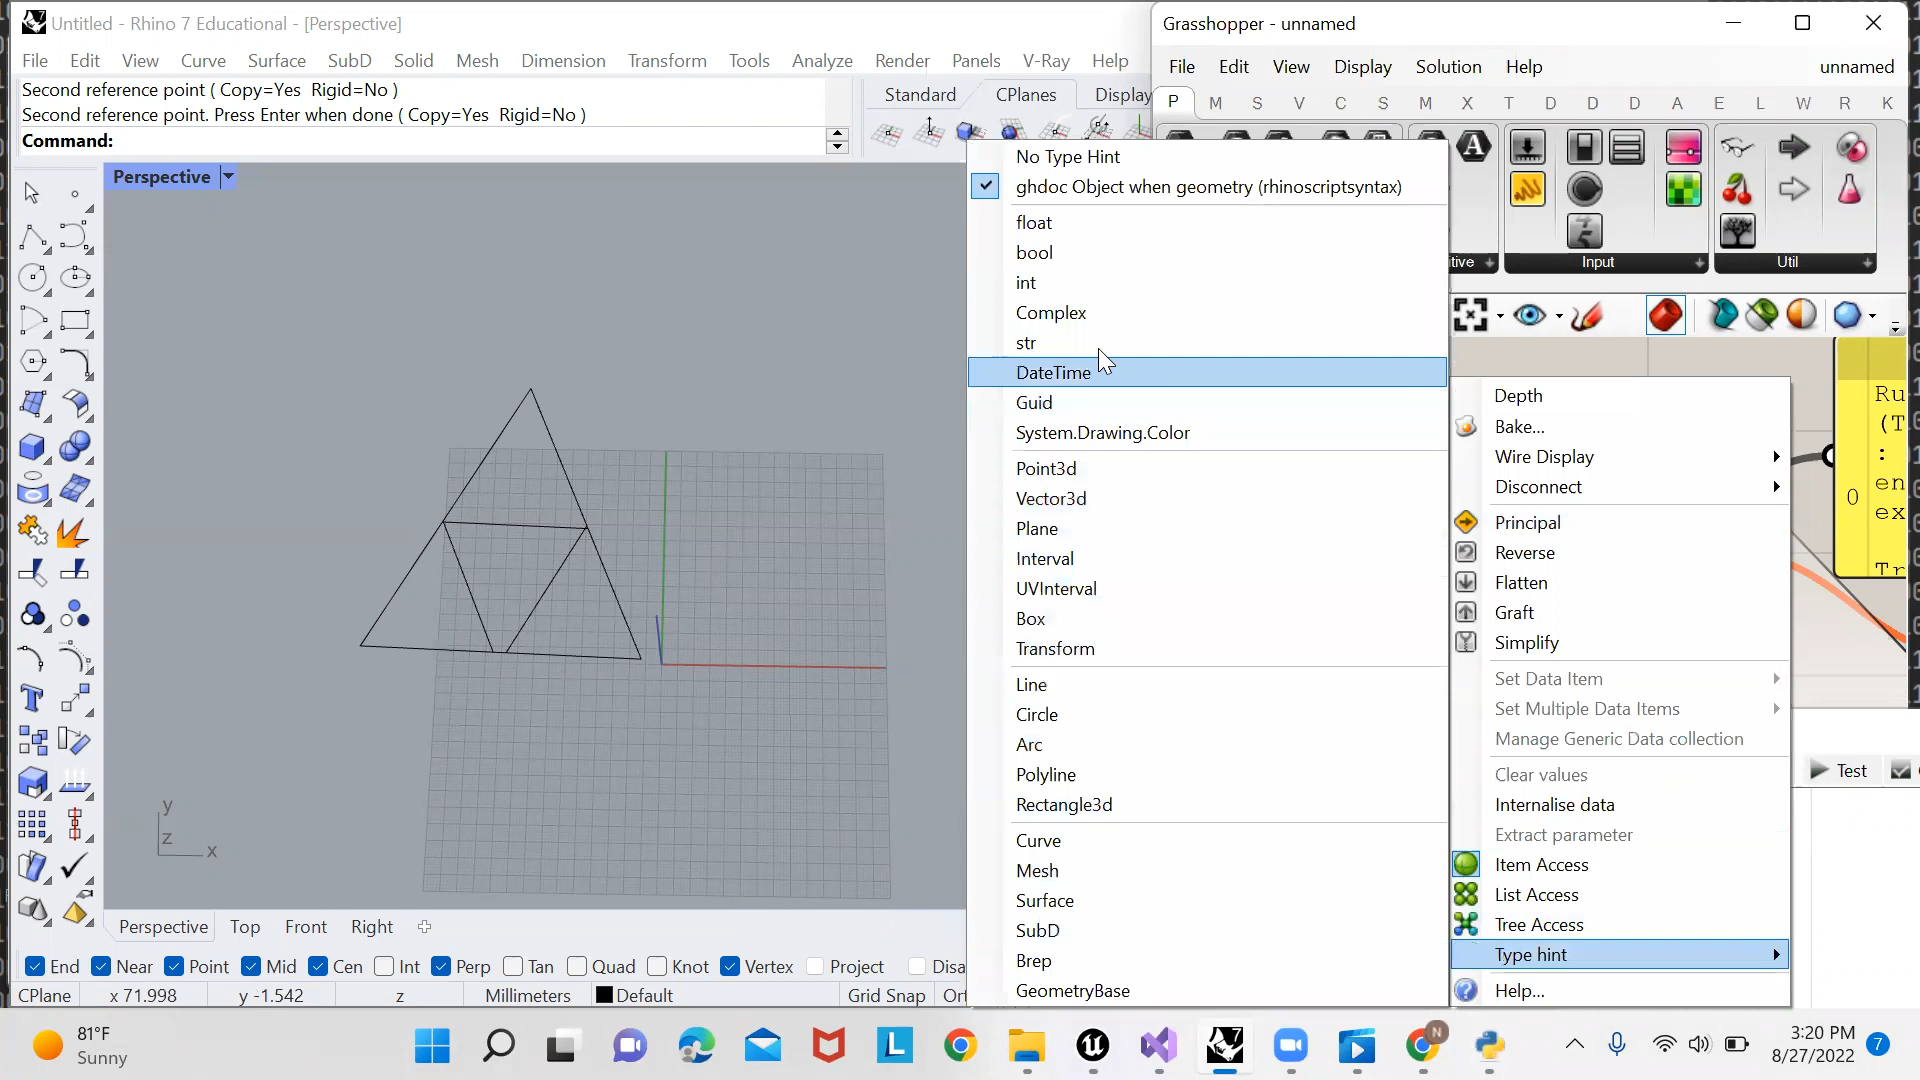 Untitled - Rhino 7 Educational - [Perspective]
File Edit View Curve Surface SubD Solid Mesh Dimension Transform Tools Analyze Render Panels V-Ray Help
Second reference point ( Copy=Yes Rigid=No )
Second reference point. Press Enter when done ( Copy=Yes Rigid=No )
Command:
Standard CPlanes Display
Perspective
Grasshopper - unnamed
File Edit View Display Solution Help unnamed
P M S V C S M X T D D D A E L W R K
Input Util
No Type Hint
ghdoc Object when geometry (rhinoscriptsyntax)
float
bool
int
Complex
str
DateTime
Guid
System.Drawing.Color
Point3d
Vector3d
Plane
Interval
UVInterval
Box
Transform
Line
Circle
Arc
Polyline
Rectangle3d
Curve
Mesh
Surface
SubD
Brep
GeometryBase
Depth
Bake...
Wire Display
Disconnect
Principal
Reverse
Flatten
Graft
Simplify
Set Data Item
Set Multiple Data Items
Manage Generic Data collection
Clear values
Internalise data
Extract parameter
Item Access
List Access
Tree Access
Type hint
Help...
Ru
(T
:
0
en
ex
Test
y
z
x
Perspective Top Front Right
End Near Point Mid Cen Int Perp Tan Quad Knot Vertex Project Disa
CPlane x 71.998 y -1.542 z Millimeters Default Grid Snap
81°F
Sunny
3:20 PM
8/27/2022
7